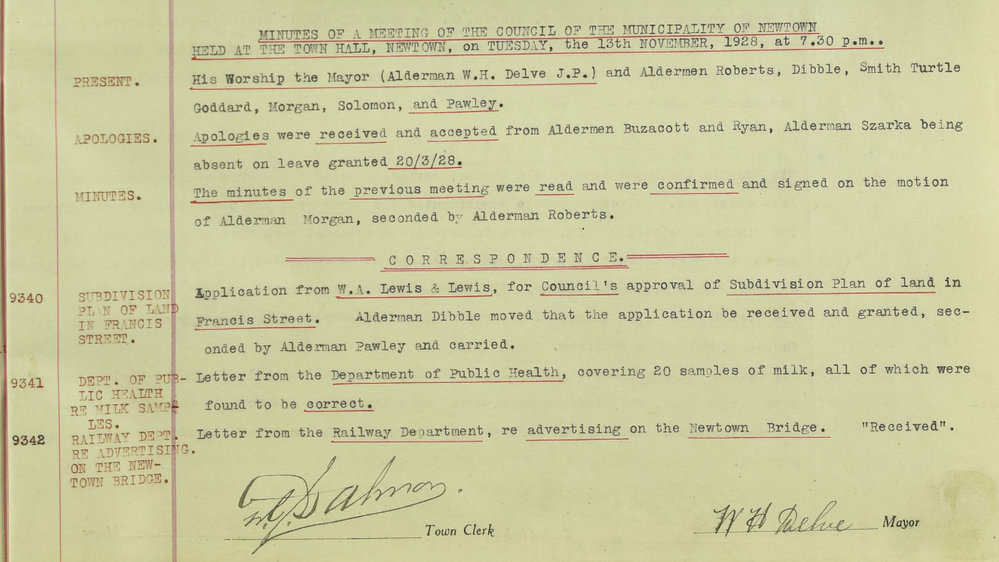 MINUTES OF A MEETING OF THE COUNCIL OF THE MUNICIPALITY OF NEWTOWN
HELD AT THE TOWN HALL, NEWTOWN, on TUESDAY, the 13th NOVEMBER, 1928, at 7.30 p.m..
PRESENT.
His Worship the Mayor (Alderman W.H. Delve J.P.) and Aldermen Roberts, Dibble, Smith Turtle
Goddard, Morgan, Solomon, and Pawley.
APOLOGIES.
Apologies were received and accepted from Aldermen Buzacott and Ryan, Alderman Szarka being
absent on leave granted 20/3/28.
MINUTES.
The minutes of the previous meeting were read and were confirmed and signed on the motion
of Alderman Morgan, seconded by Alderman Roberts.
CORRESPONDENCE.
9340
SUBDIVISION
PLAN OF LAND
IN FRANCIS
STREET.
Application from W.A. Lewis & Lewis, for Council's approval of Subdivision Plan of land in
Francis Street. Alderman Dibble moved that the application be received and granted, sec-
onded by Alderman Pawley and carried.
9341
DEPT. OF PUB-
LIC HEALTH
RE MILK SAMP-
LES.
Letter from the Department of Public Health, covering 20 samples of milk, all of which were
found to be correct.
9342
RAILWAY DEPT.
RE ADVERTISING.
ON THE NEW-
TOWN BRIDGE.
Letter from the Railway Department, re advertising on the Newtown Bridge. "Received".
Town Clerk
W H Delve Mayor